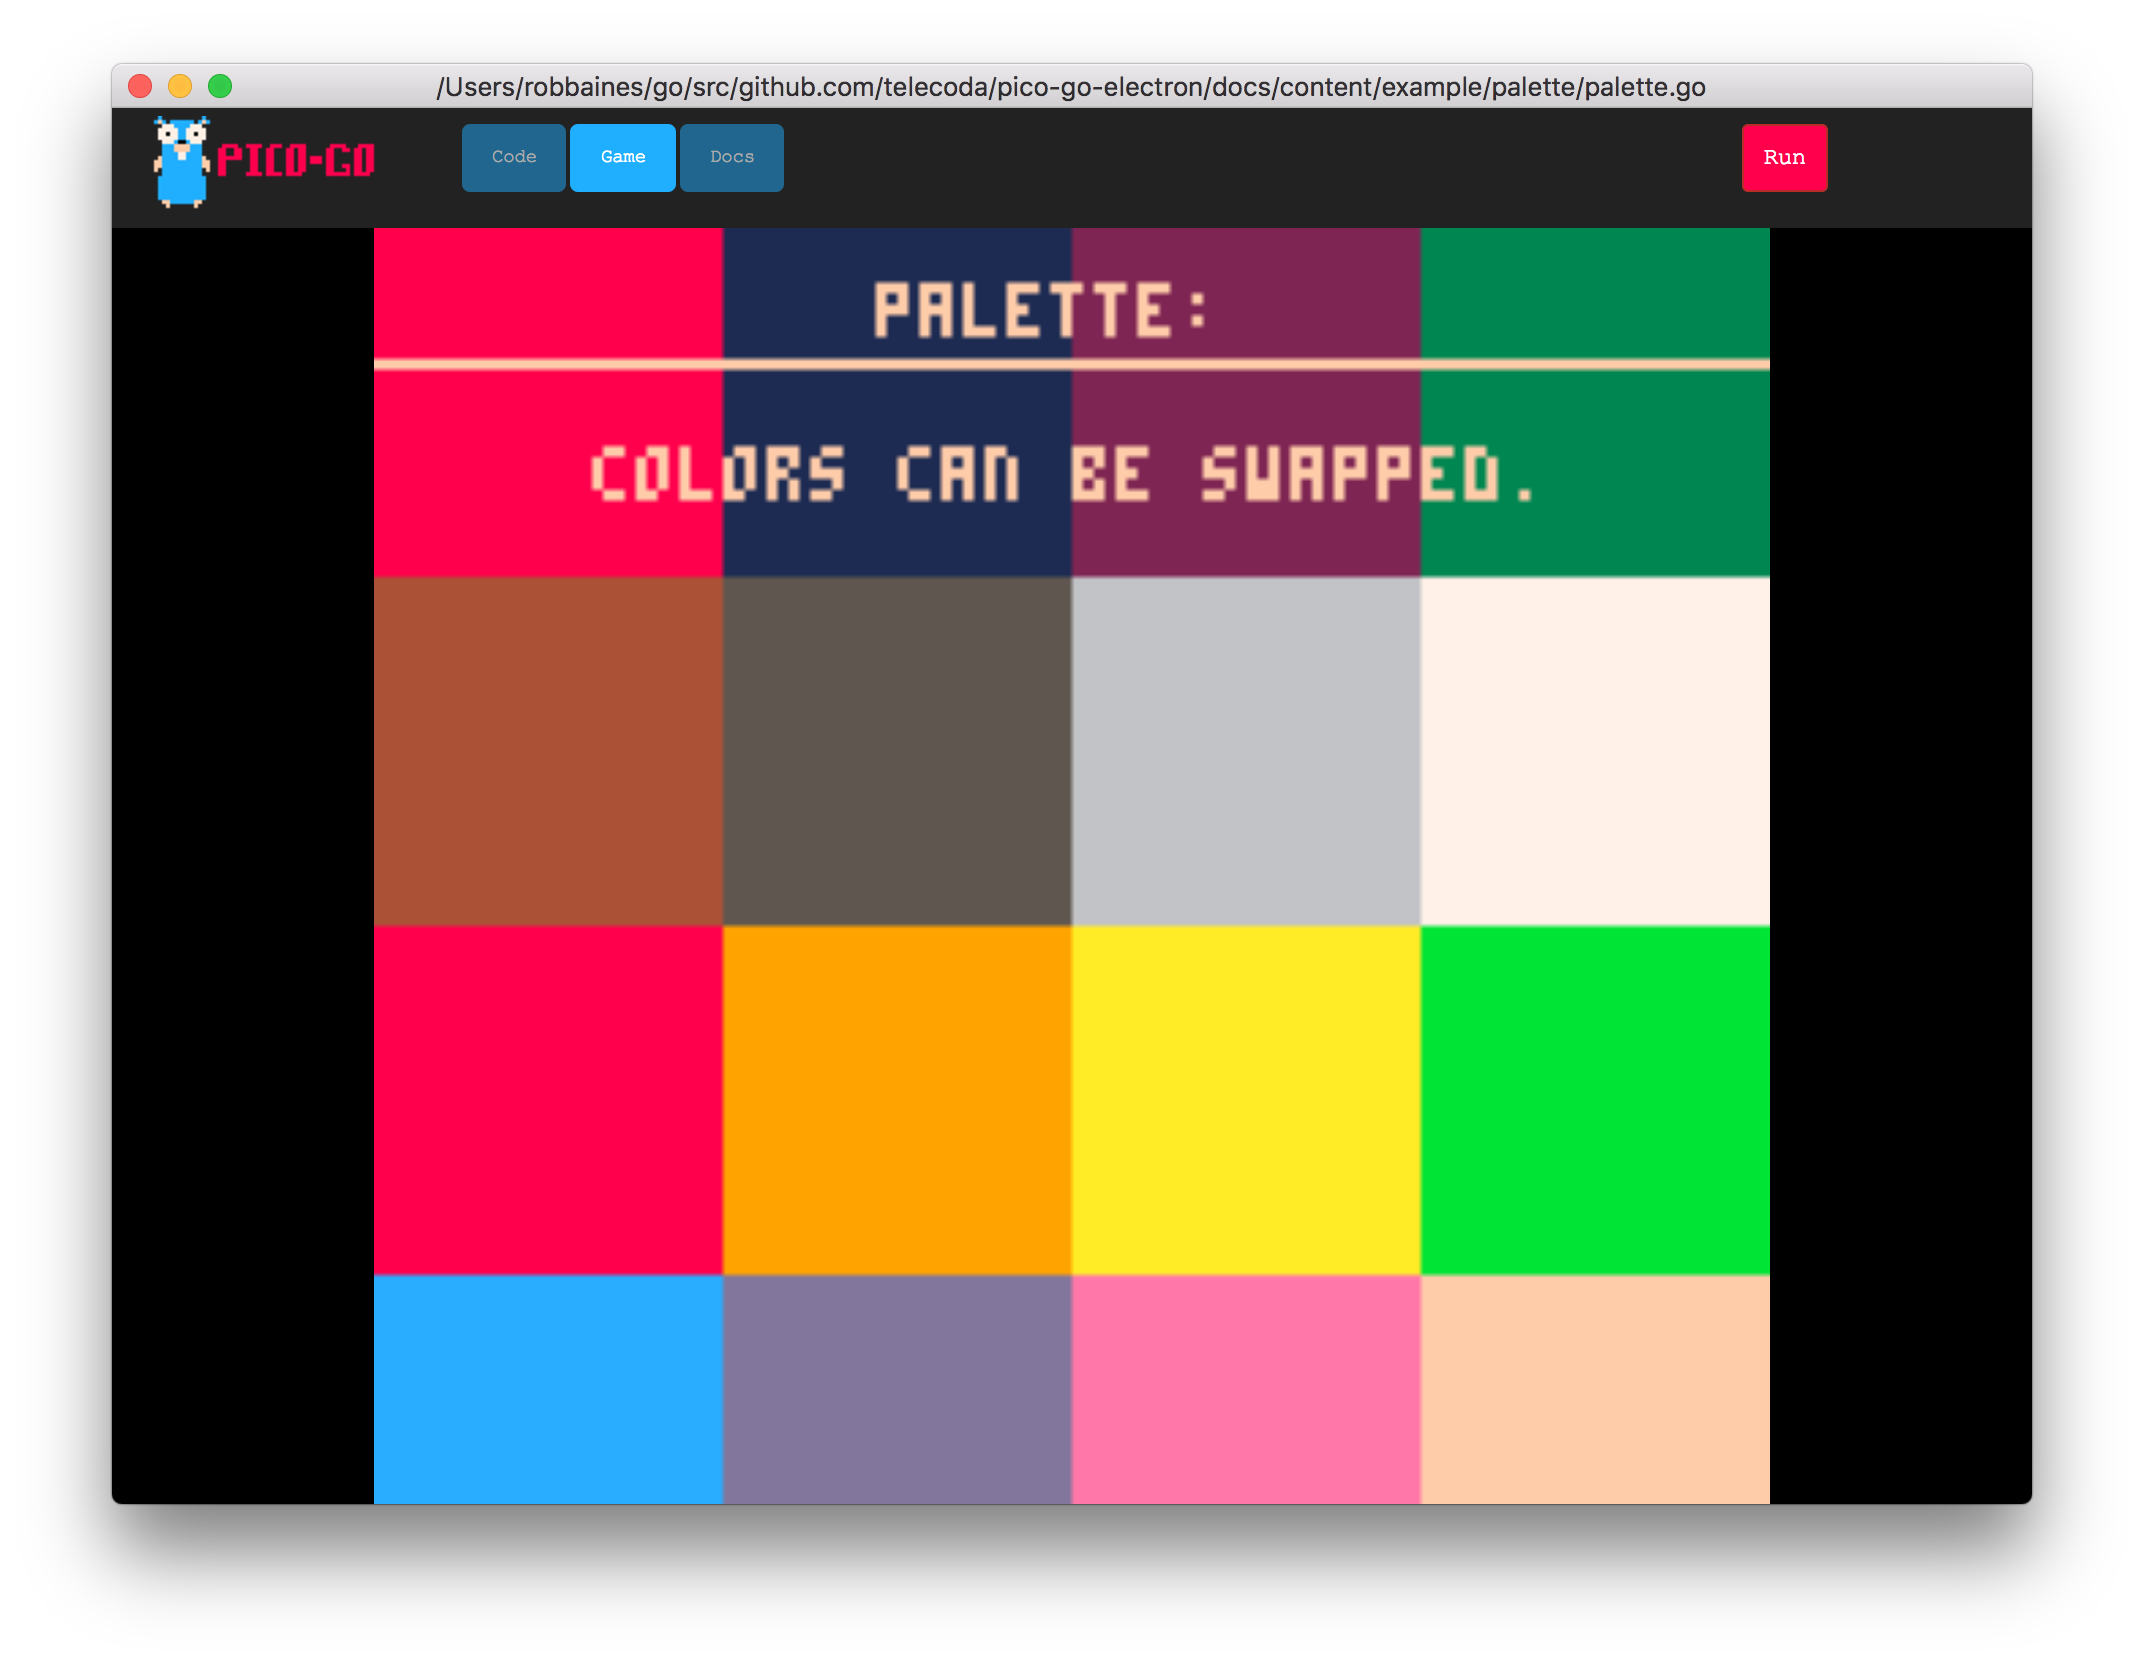 /Users/robbaines/go/src/github.com/telecoda/pico-go-electron/docs/content/example/palette/palette.go
PICO-GO
Code
Game
Docs
Run
PALETTE:
COLORS CAN BE SWAPPED.